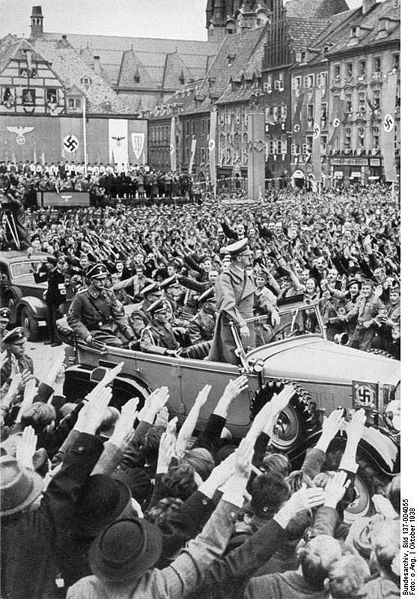 Bundesarchiv, Bild 137-004055
Foto: o.Ang. | Oktober 1938